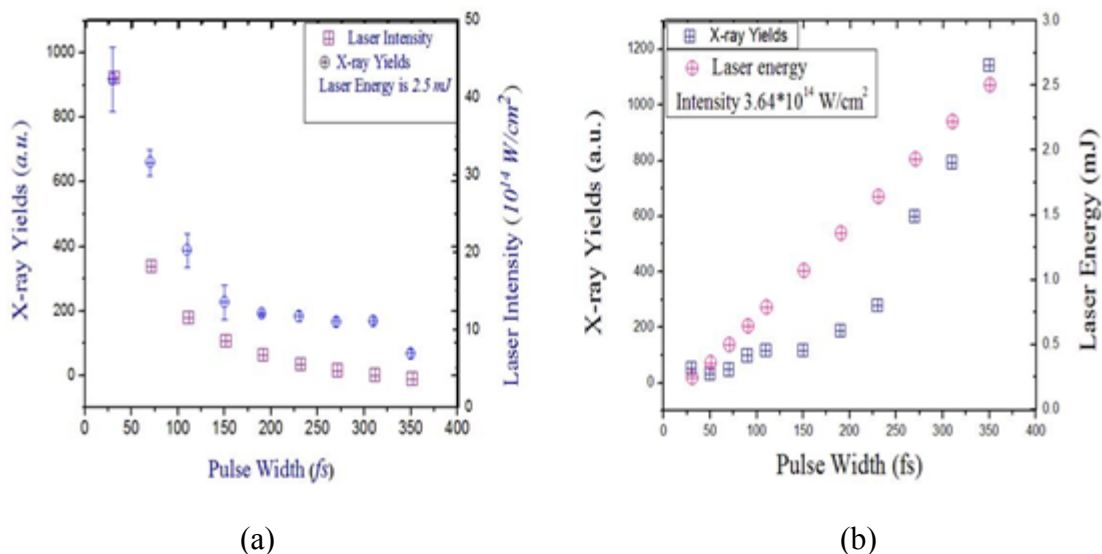 Laser Intensity
X-ray Yields
Laser Energy is 2.5 mJ
X-ray Yields (a.u.)
1000
800
600
400
200
0
50
40
30
20
10
0
Laser Intensity (10^14 W/cm^2)
0 50 100 150 200 250 300 350 400
Pulse Width (fs)
(a)
X-ray Yields
Laser energy
Intensity 3.64*10^14 W/cm^2
X-ray Yields (a.u.)
1200
1000
800
600
400
200
0
3.0
2.5
2.0
1.5
1.0
0.5
0.0
Laser Energy (mJ)
0 50 100 150 200 250 300 350 400
Pulse Width (fs)
(b)